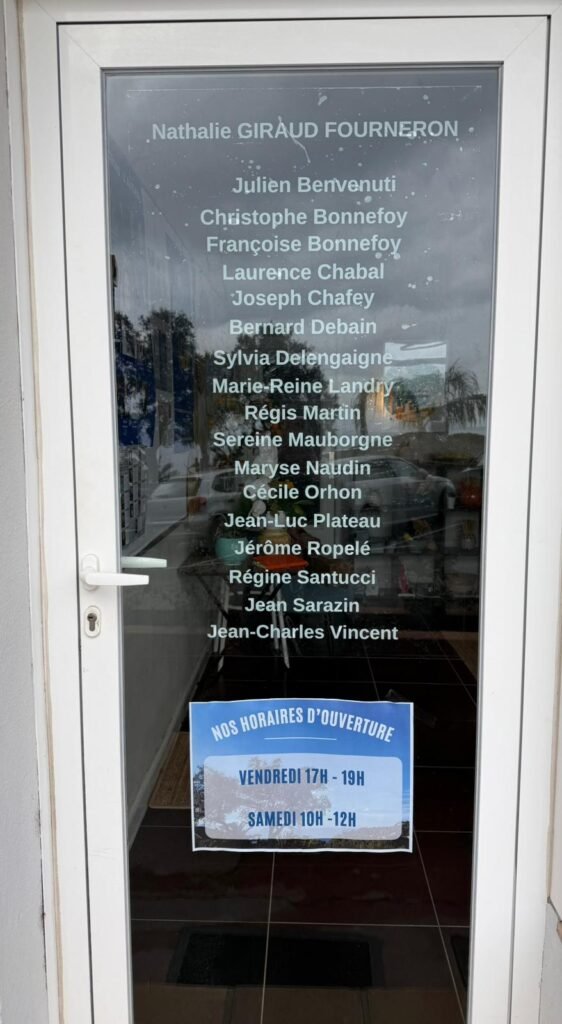 Nathalie GIRAUD FOURNERON
Julien Benvenuti
Christophe Bonnefoy
Françoise Bonnefoy
Laurence Chabal
Joseph Chafey
Bernard Debain
Sylvia Delengaigne
Marie-Reine Landry
Régis Martin
Sereine Mauborgne
Maryse Naudin
Cécile Orhon
Jean-Luc Plateau
Jérôme Ropelé
Régine Santucci
Jean Sarazin
Jean-Charles Vincent
NOS HORAIRES D'OUVERTURE
VENDREDI 17H - 19H
SAMEDI 10H -12H